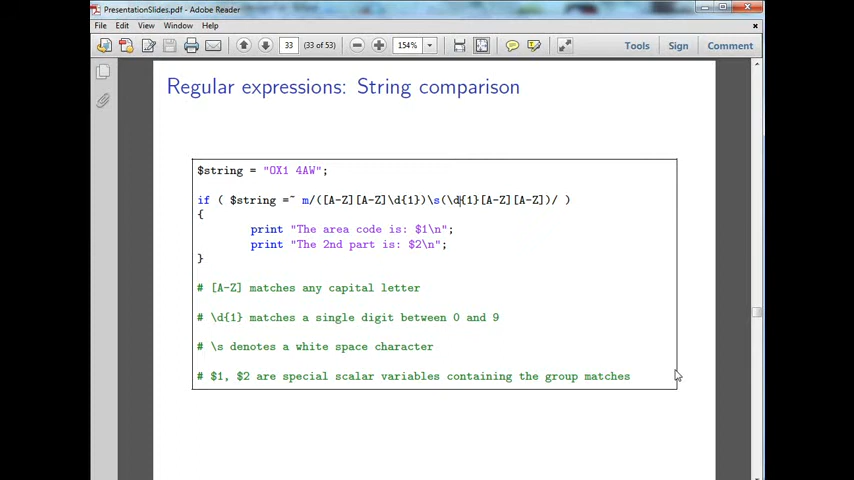 PresentationSlides.pdf - Adobe Reader
File Edit View Window Help
33 (33 of 53) 154% Tools Sign Comment
Regular expressions: String comparison
$string = "OX1 4AW";
if ( $string =~ m/([A-Z][A-Z]\d{1})\s(\d{1}[A-Z][A-Z])/ )
{
print "The area code is: $1\n";
print "The 2nd part is: $2\n";
}
# [A-Z] matches any capital letter
# \d{1} matches a single digit between 0 and 9
# \s denotes a white space character
# $1, $2 are special scalar variables containing the group matches